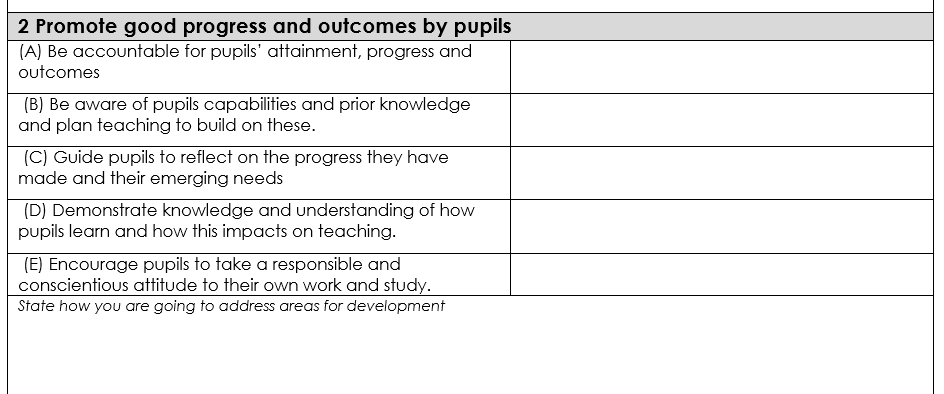 2 Promote good progress and outcomes by pupils
(A) Be accountable for pupils’ attainment, progress and
outcomes
(B) Be aware of pupils capabilities and prior knowledge
and plan teaching to build on these.
(C) Guide pupils to reflect on the progress they have
made and their emerging needs
(D) Demonstrate knowledge and understanding of how
pupils learn and how this impacts on teaching.
(E) Encourage pupils to take a responsible and
conscientious attitude to their own work and study.
State how you are going to address areas for development